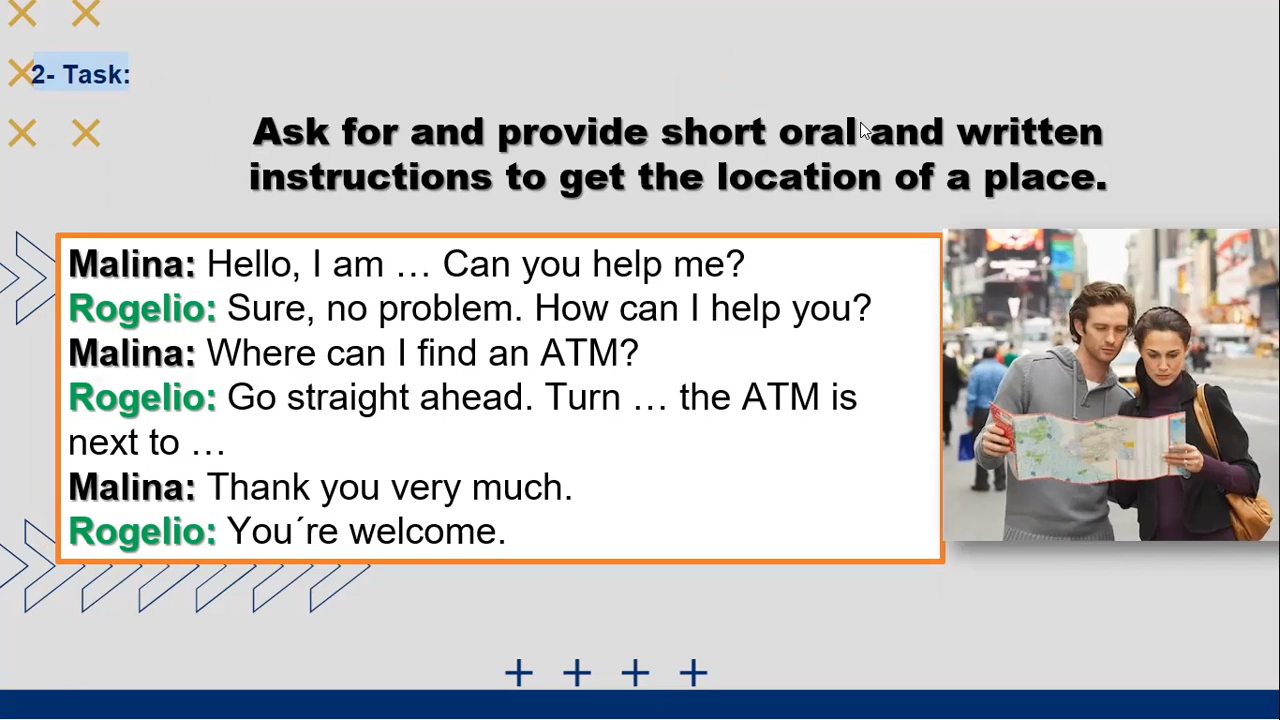 2- Task:
Ask for and provide short oral and written
instructions to get the location of a place.
Malina: Hello, I am … Can you help me?
Rogelio: Sure, no problem. How can I help you?
Malina: Where can I find an ATM?
Rogelio: Go straight ahead. Turn … the ATM is
next to …
Malina: Thank you very much.
Rogelio: You´re welcome.